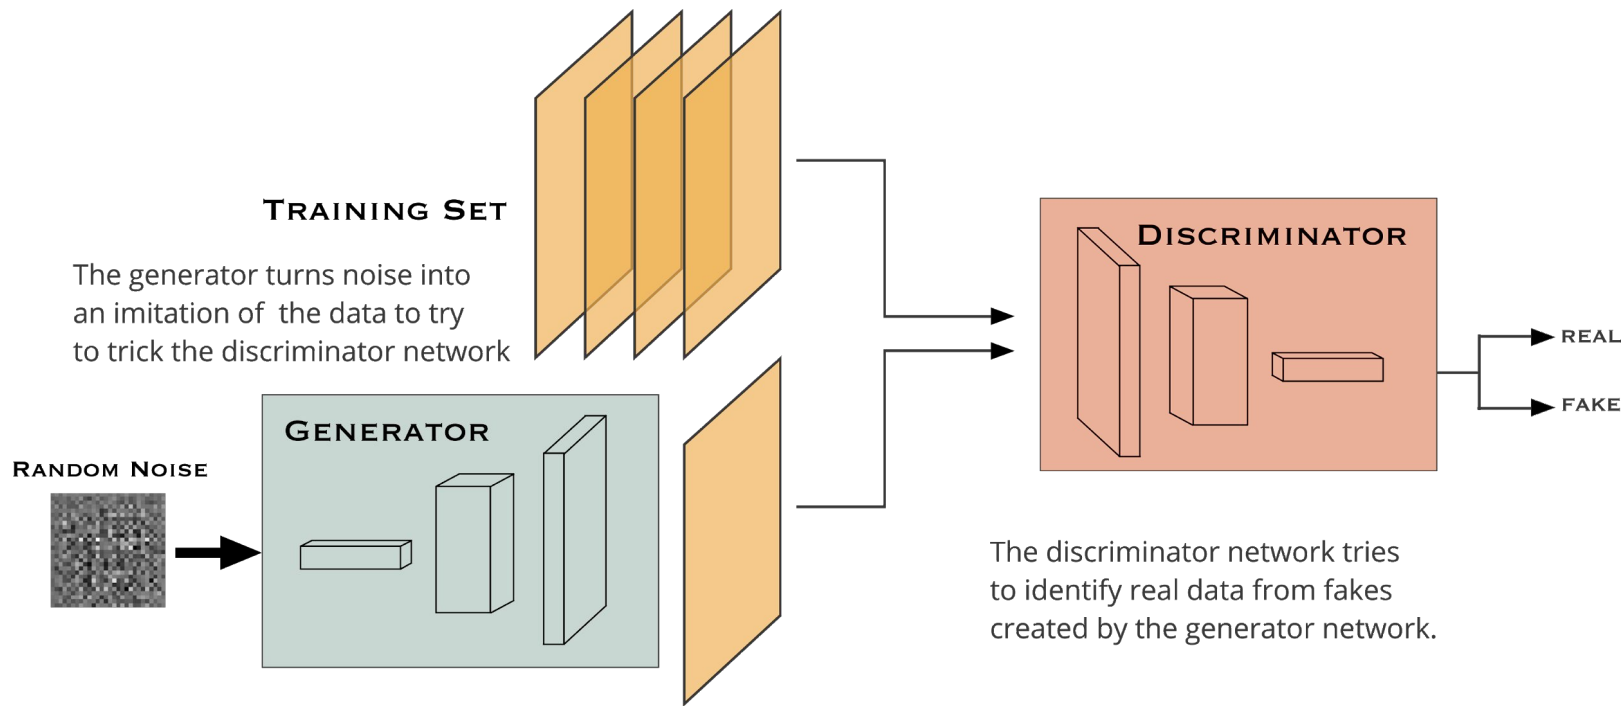 TRAINING SET
The generator turns noise into
an imitation of  the data to try
to trick the discriminator network
GENERATOR
RANDOM NOISE
DISCRIMINATOR
REAL
FAKE
The discriminator network tries
to identify real data from fakes
created by the generator network.